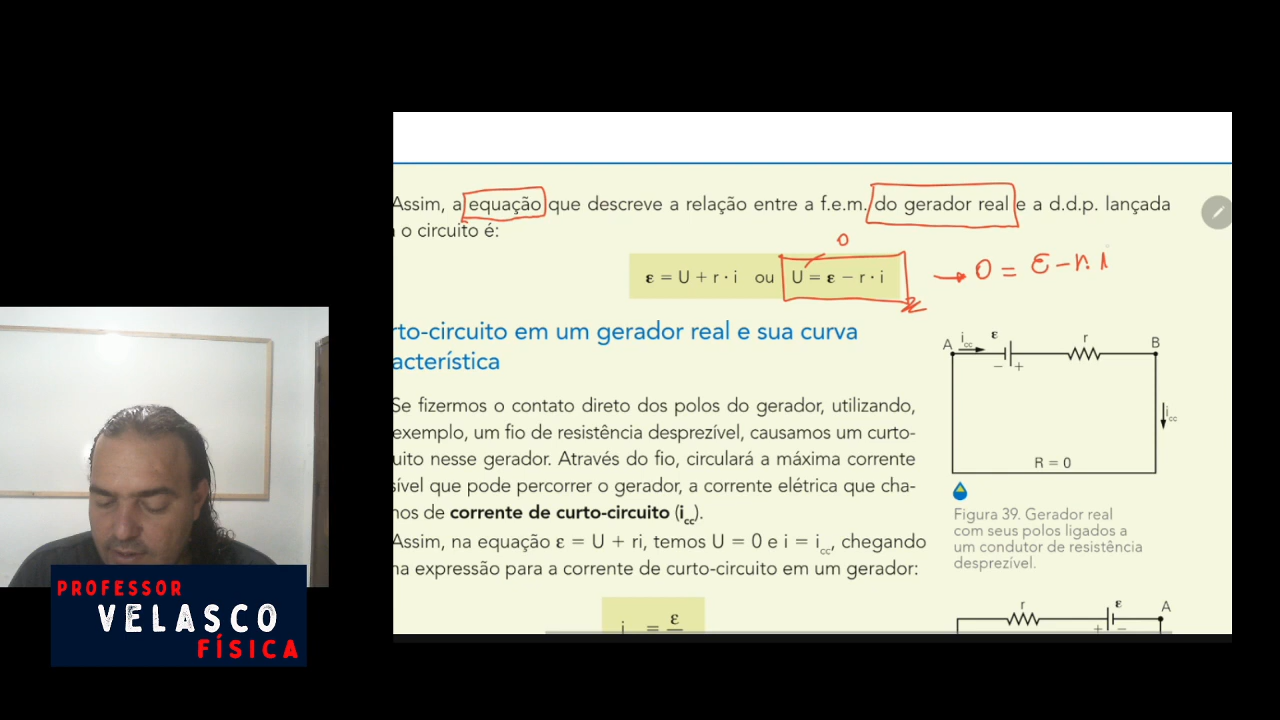 Assim, a equação que descreve a relação entre a f.e.m. do gerador real e a d.d.p. lançada
o circuito é:
0
ε = U + r · i ou U = ε − r · i
→ 0 = ε − r. i
rto-circuito em um gerador real e sua curva
acterística
Se fizermos o contato direto dos polos do gerador, utilizando,
exemplo, um fio de resistência desprezível, causamos um curto-
uito nesse gerador. Através do fio, circulará a máxima corrente
sível que pode percorrer o gerador, a corrente elétrica que cha-
nos de corrente de curto-circuito (icc).
Assim, na equação ε = U + ri, temos U = 0 e i = icc, chegando
na expressão para a corrente de curto-circuito em um gerador:
i = ε
A icc ε r B
− +
icc
R = 0
Figura 39. Gerador real
com seus polos ligados a
um condutor de resistência
desprezível.
r ε A
+ −
PROFESSOR
VELASCO
FÍSICA